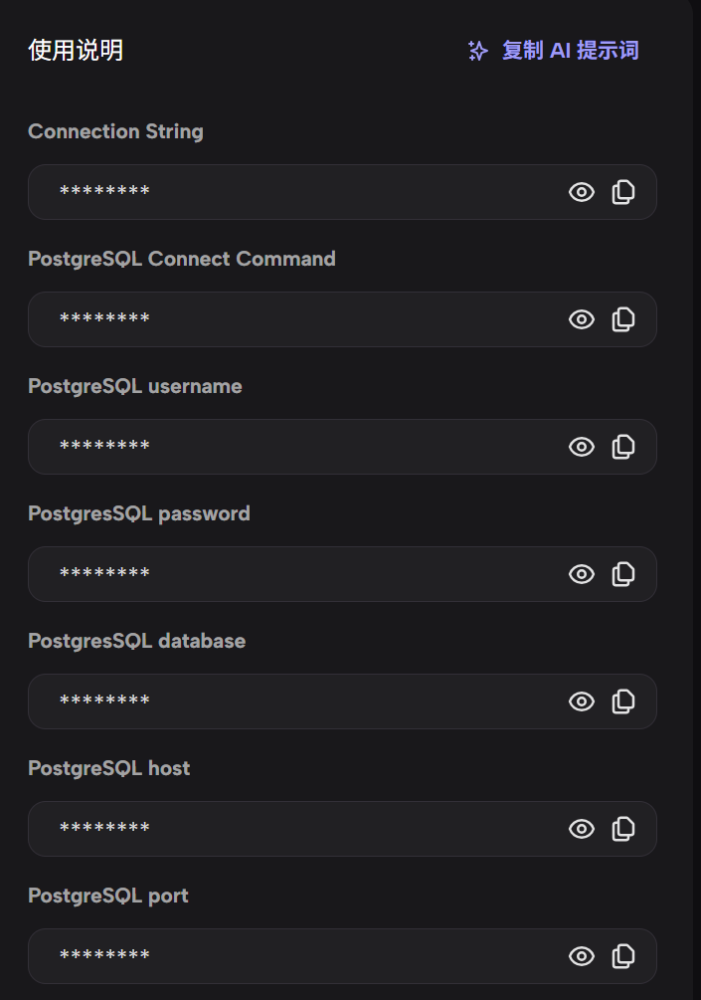 使用说明
复制 AI 提示词
Connection String
********
PostgreSQL Connect Command
********
PostgreSQL username
********
PostgresSQL password
********
PostgresSQL database
********
PostgreSQL host
********
PostgreSQL port
********